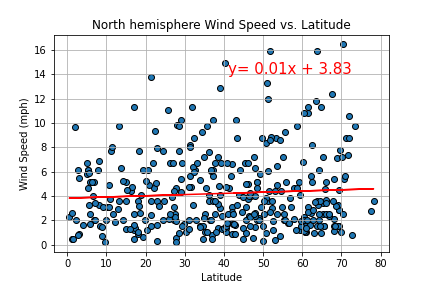 North hemisphere Wind Speed vs. Latitude
16
14
12
10
8
6
4
2
0
Wind Speed (mph)
y= 0.01x + 3.83
0 10 20 30 40 50 60 70 80
Latitude